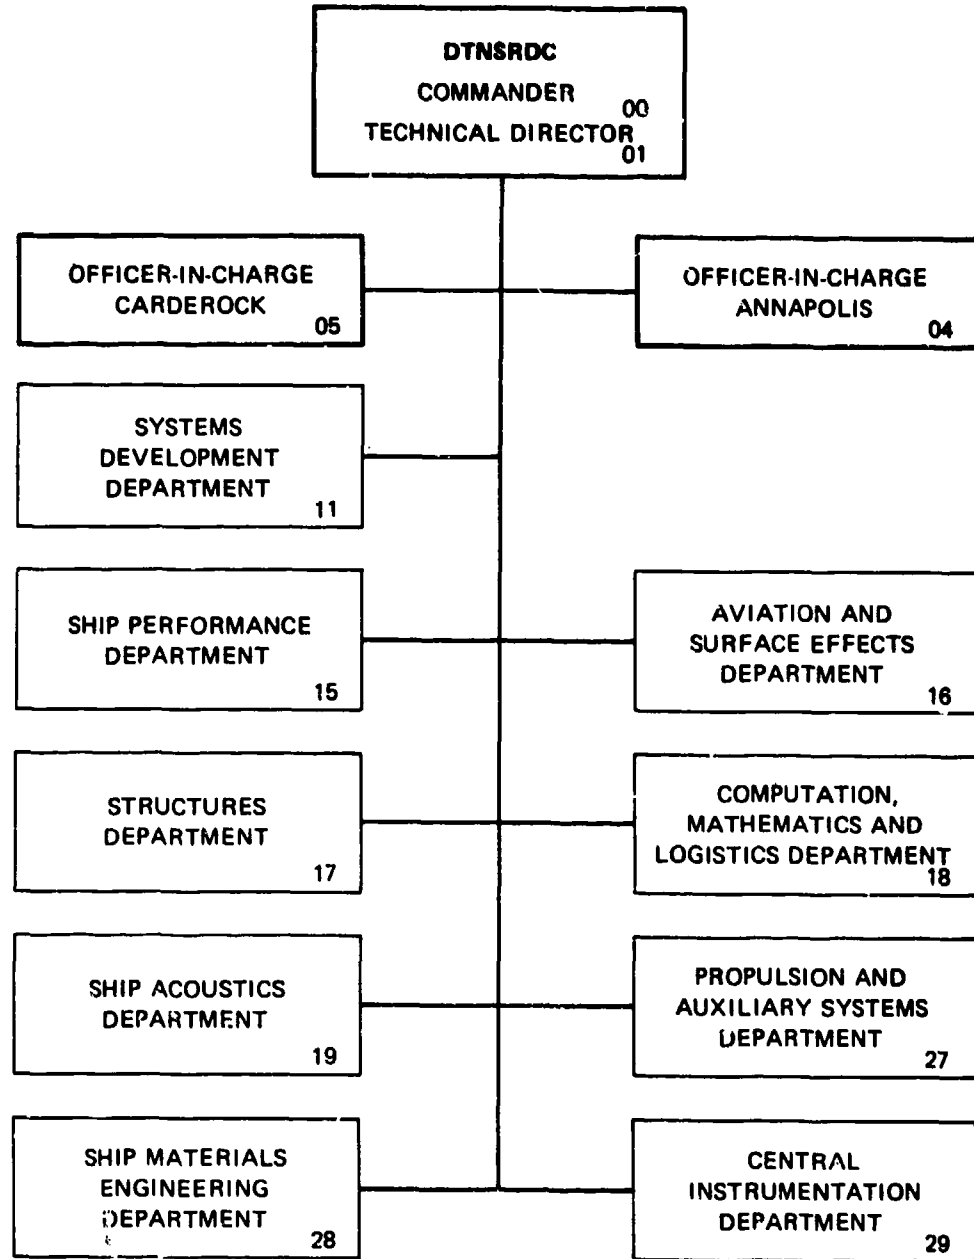 DTNSRDC
COMMANDER
00
TECHNICAL DIRECTOR
01
OFFICER-IN-CHARGE
CARDEROCK
05
OFFICER-IN-CHARGE
ANNAPOLIS
04
SYSTEMS
DEVELOPMENT
DEPARTMENT
11
SHIP PERFORMANCE
DEPARTMENT
15
AVIATION AND
SURFACE EFFECTS
DEPARTMENT
16
STRUCTURES
DEPARTMENT
17
COMPUTATION,
MATHEMATICS AND
LOGISTICS DEPARTMENT
18
SHIP ACOUSTICS
DEPARTMENT
19
PROPULSION AND
AUXILIARY SYSTEMS
DEPARTMENT
27
SHIP MATERIALS
ENGINEERING
DEPARTMENT
28
CENTRAL
INSTRUMENTATION
DEPARTMENT
29